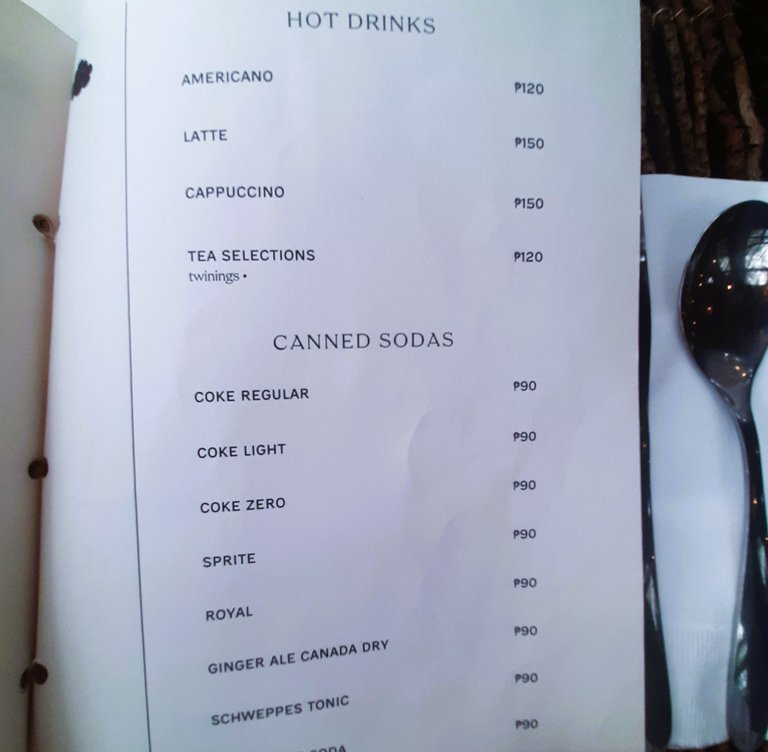 HOT DRINKS
AMERICANO ₱120
LATTE ₱150
CAPPUCCINO ₱150
TEA SELECTIONS ₱120
twinings •
CANNED SODAS
COKE REGULAR ₱90
COKE LIGHT ₱90
COKE ZERO ₱90
SPRITE ₱90
ROYAL ₱90
GINGER ALE CANADA DRY ₱90
SCHWEPPES TONIC ₱90
SODA ₱90